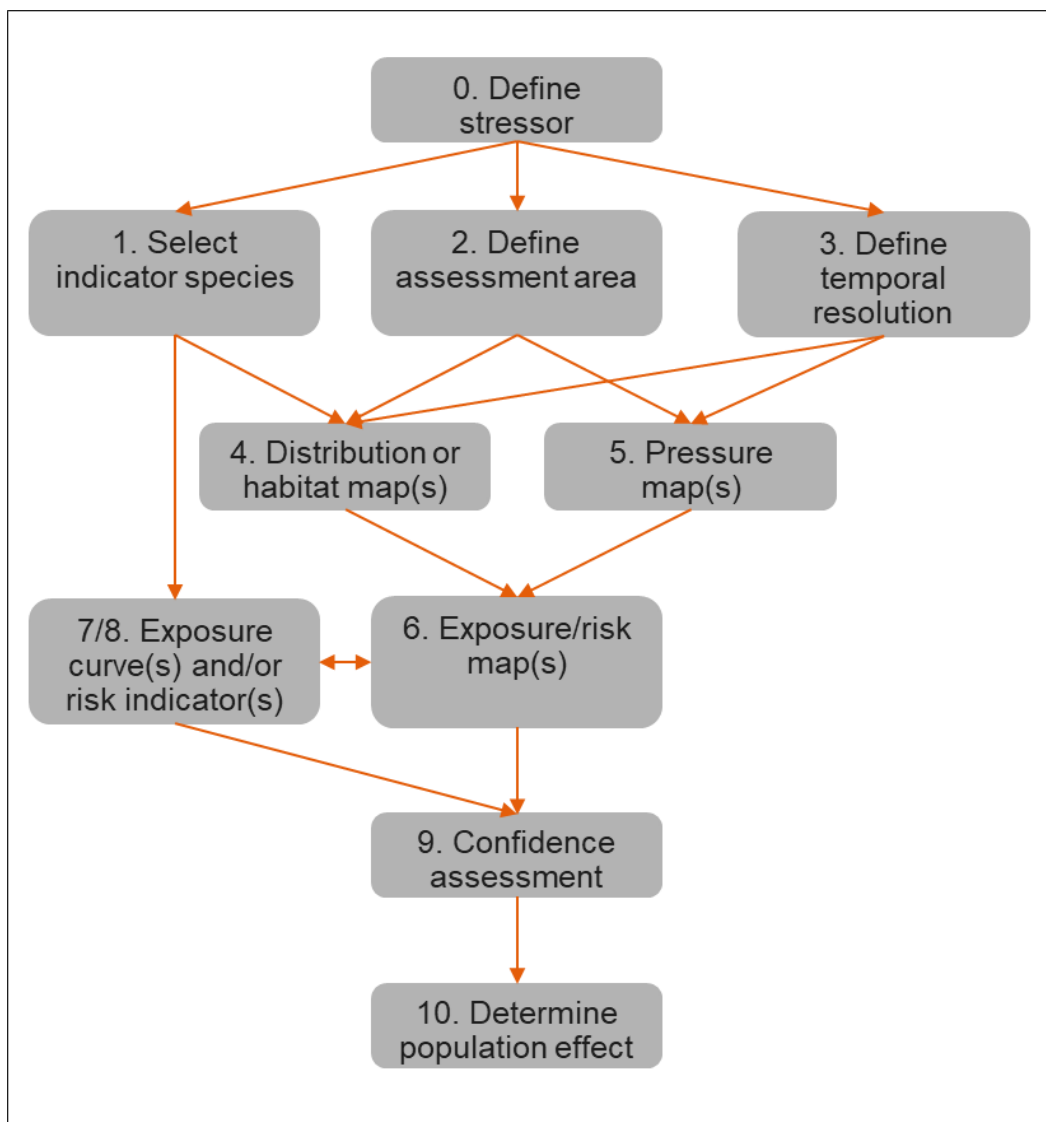 0. Define
stressor
1. Select
indicator species
2. Define
assessment area
3. Define
temporal
resolution
4. Distribution or
habitat map(s)
5. Pressure
map(s)
7/8. Exposure
curve(s) and/or
risk indicator(s)
6. Exposure/risk
map(s)
9. Confidence
assessment
10. Determine
population effect